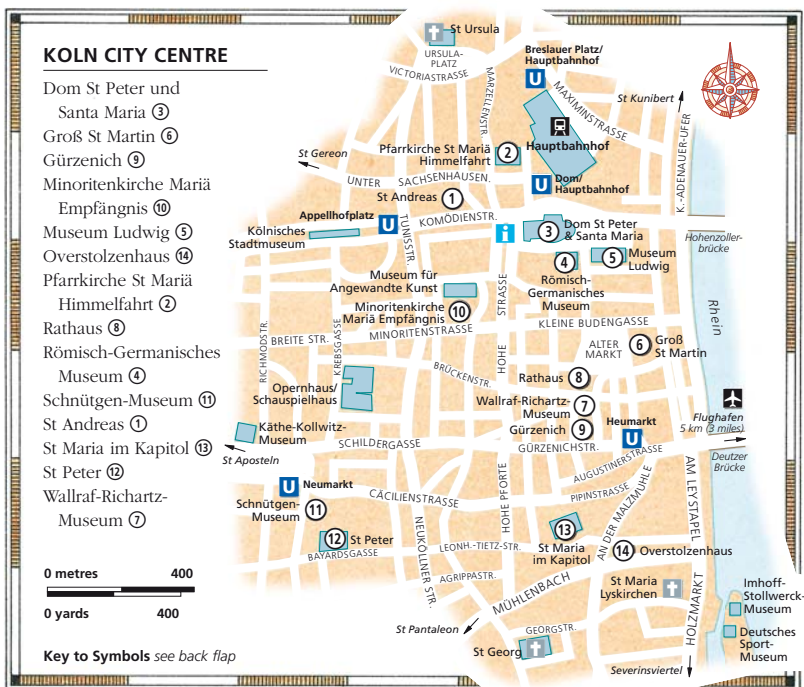 KOLN CITY CENTRE
Dom St Peter und
Santa Maria ③
Groß St Martin ⑥
Gürzenich ⑨
Minoritenkirche Mariä
Empfängnis ⑩
Museum Ludwig ⑤
Overstolzenhaus ⑭
Pfarrkirche St Mariä
Himmelfahrt ②
Rathaus ⑧
Römisch-Germanisches
Museum ④
Schnütgen-Museum ⑪
St Andreas ①
St Maria im Kapitol ⑬
St Peter ⑫
Wallraf-Richartz-
Museum ⑦
0 metres 400
0 yards 400
Key to Symbols see back flap
St Ursula
URSULA-
PLATZ
VICTORIASTRASSE
MARZELLENSTR.
Breslauer Platz/
Hauptbahnhof
U
MAXIMINSTRASSE
St Kunibert
K.-ADENAUER-UFER
St Gereon
Pfarrkirche St Mariä
Himmelfahrt
②
Hauptbahnhof
UNTER SACHSENHAUSEN.
U
Dom/
Hauptbahnhof
St Andreas ①
Appellhofplatz
U
KOMÖDIENSTR.
TUNISSTR.
Kölnisches
Stadtmuseum
i
③
Dom St Peter
& Santa Maria
Hohenzoller-
brücke
④
⑤
Museum
Ludwig
Römisch-
Germanisches
Museum
Museum für
Angewandte Kunst
Minoritenkirche
Mariä Empfängnis
⑩
HOHE STRASSE
Rhein
KLEINE BUDENGASSE
RICHMODSTR.
BREITE STR.
KREBSGASSE
MINORITENSTRASSE
ALTER
MARKT
⑥
Groß
St Martin
BRÜCKENSTR.
Rathaus ⑧
Opernhaus/
Schauspielhaus
Wallraf-Richartz-
Museum
⑦
Gürzenich ⑨
Heumarkt
U
Flughafen
5 km (3 miles)
Käthe-Kollwitz-
Museum
SCHILDERGASSE
GÜRZENICHSTR.
St Aposteln
Deutzer
Brücke
AUGUSTINERSTRASSE
U
Neumarkt
CÄCILIENSTRASSE
PIPINSTRASSE
Schnütgen-
Museum
⑪
HOHE PFORTE
AN DER MALZMÜHLE
AM LEYSTAPEL
⑫
St Peter
BAYARDSGASSE
NEUKÖLLNER STR.
LEONH.-TIETZ-STR.
⑬
St Maria
im Kapitol
⑭
Overstolzenhaus
AGRIPPASTR.
MÜHLENBACH
St Maria
Lyskirchen
HOLZMARKT
Imhoff-
Stollwerck-
Museum
St Pantaleon
GEORGSTR.
St Georg
Deutsches
Sport-
Museum
Severinsviertel